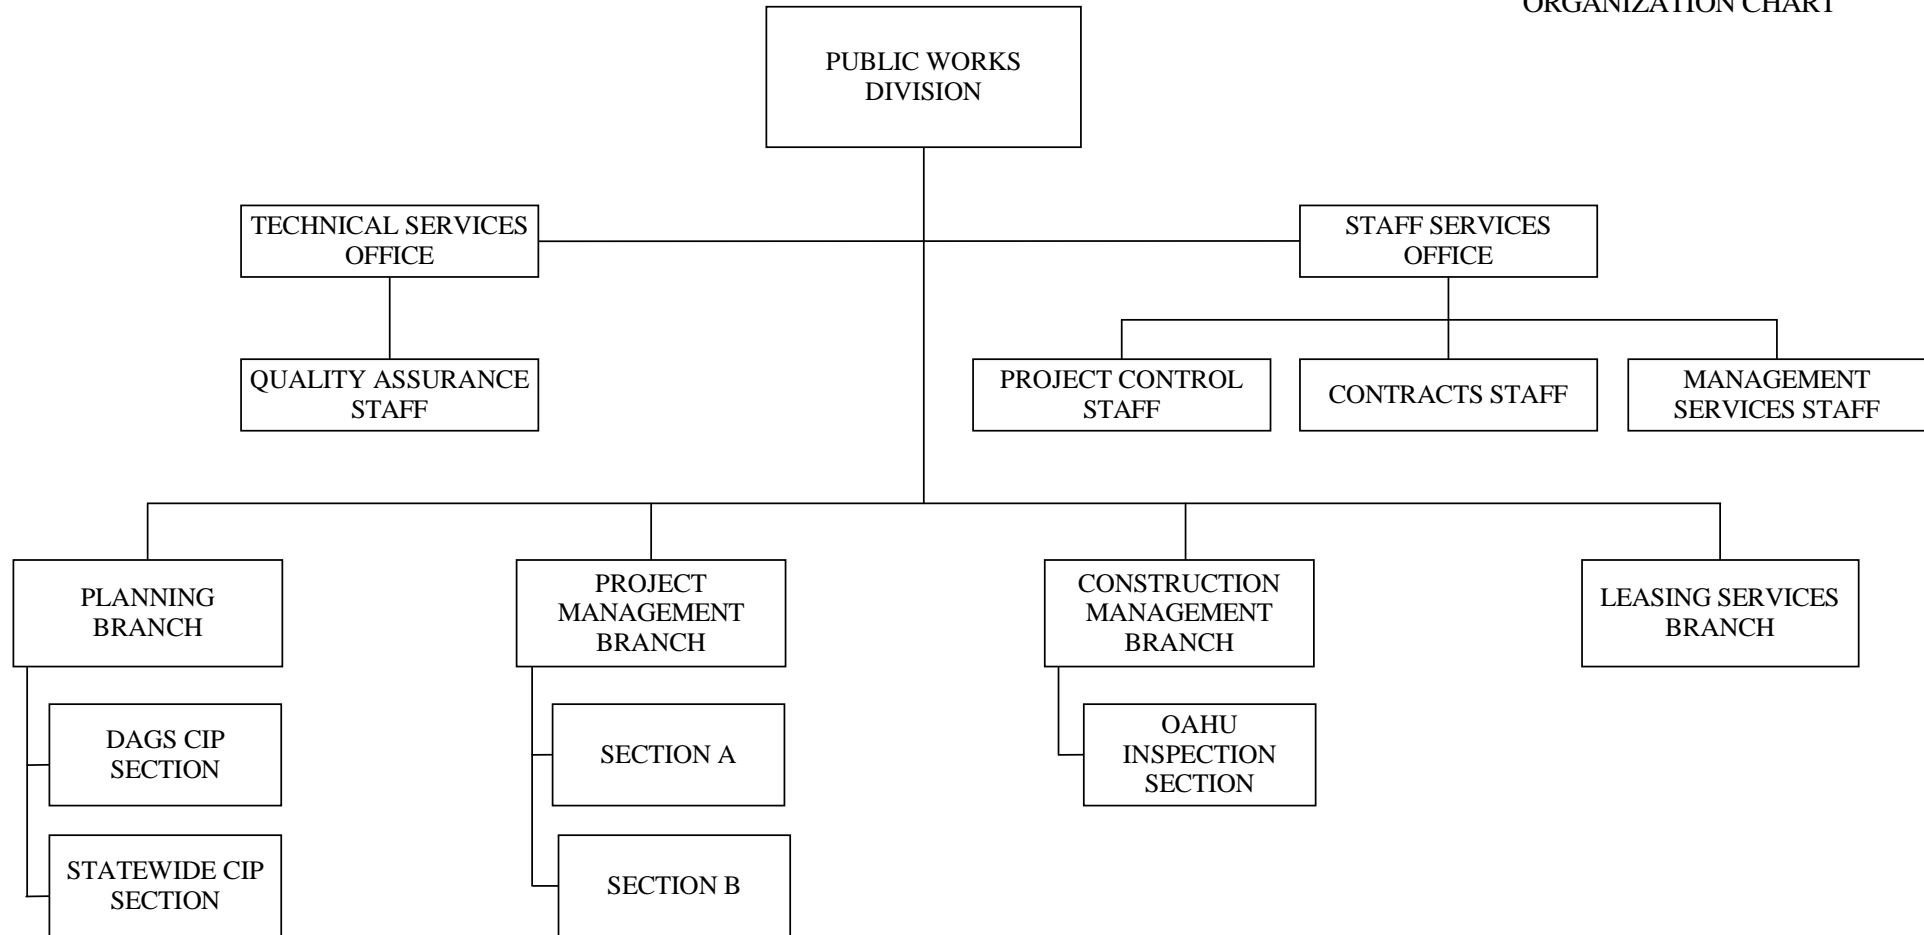 ORGANIZATION CHART
PUBLIC WORKS
DIVISION
TECHNICAL SERVICES
OFFICE
STAFF SERVICES
OFFICE
QUALITY ASSURANCE
STAFF
PROJECT CONTROL
STAFF
CONTRACTS STAFF
MANAGEMENT
SERVICES STAFF
PLANNING
BRANCH
PROJECT
MANAGEMENT
BRANCH
CONSTRUCTION
MANAGEMENT
BRANCH
LEASING SERVICES
BRANCH
DAGS CIP
SECTION
SECTION A
OAHU
INSPECTION
SECTION
STATEWIDE CIP
SECTION
SECTION B